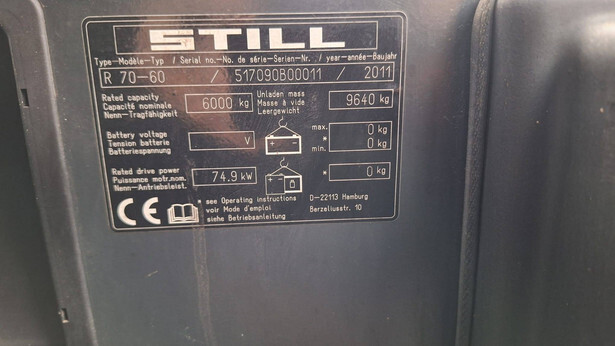 STILL
Type-Modèle-Typ / Serial no.-No. de série-Serien-Nr. / year-année-Baujahr
R 70-60 / 517090B00011 / 2011
Rated capacity
Capacité nominale
Nenn-Tragfähigkeit
6000 kg
Unladen mass
Masse à vide
Leergewicht
9640 kg
Battery voltage
Tension batterie
Batteriespannung
V
max. 0 kg
*
min. 0 kg
Rated drive power
Puissance motr.nom.
Nenn-Antriebsleist.
74.9 kW
* 0 kg
CE
* see Operating instructions
voir Mode d'emploi
siehe Betriebsanleitung
D-22113 Hamburg
Berzeliusstr. 10